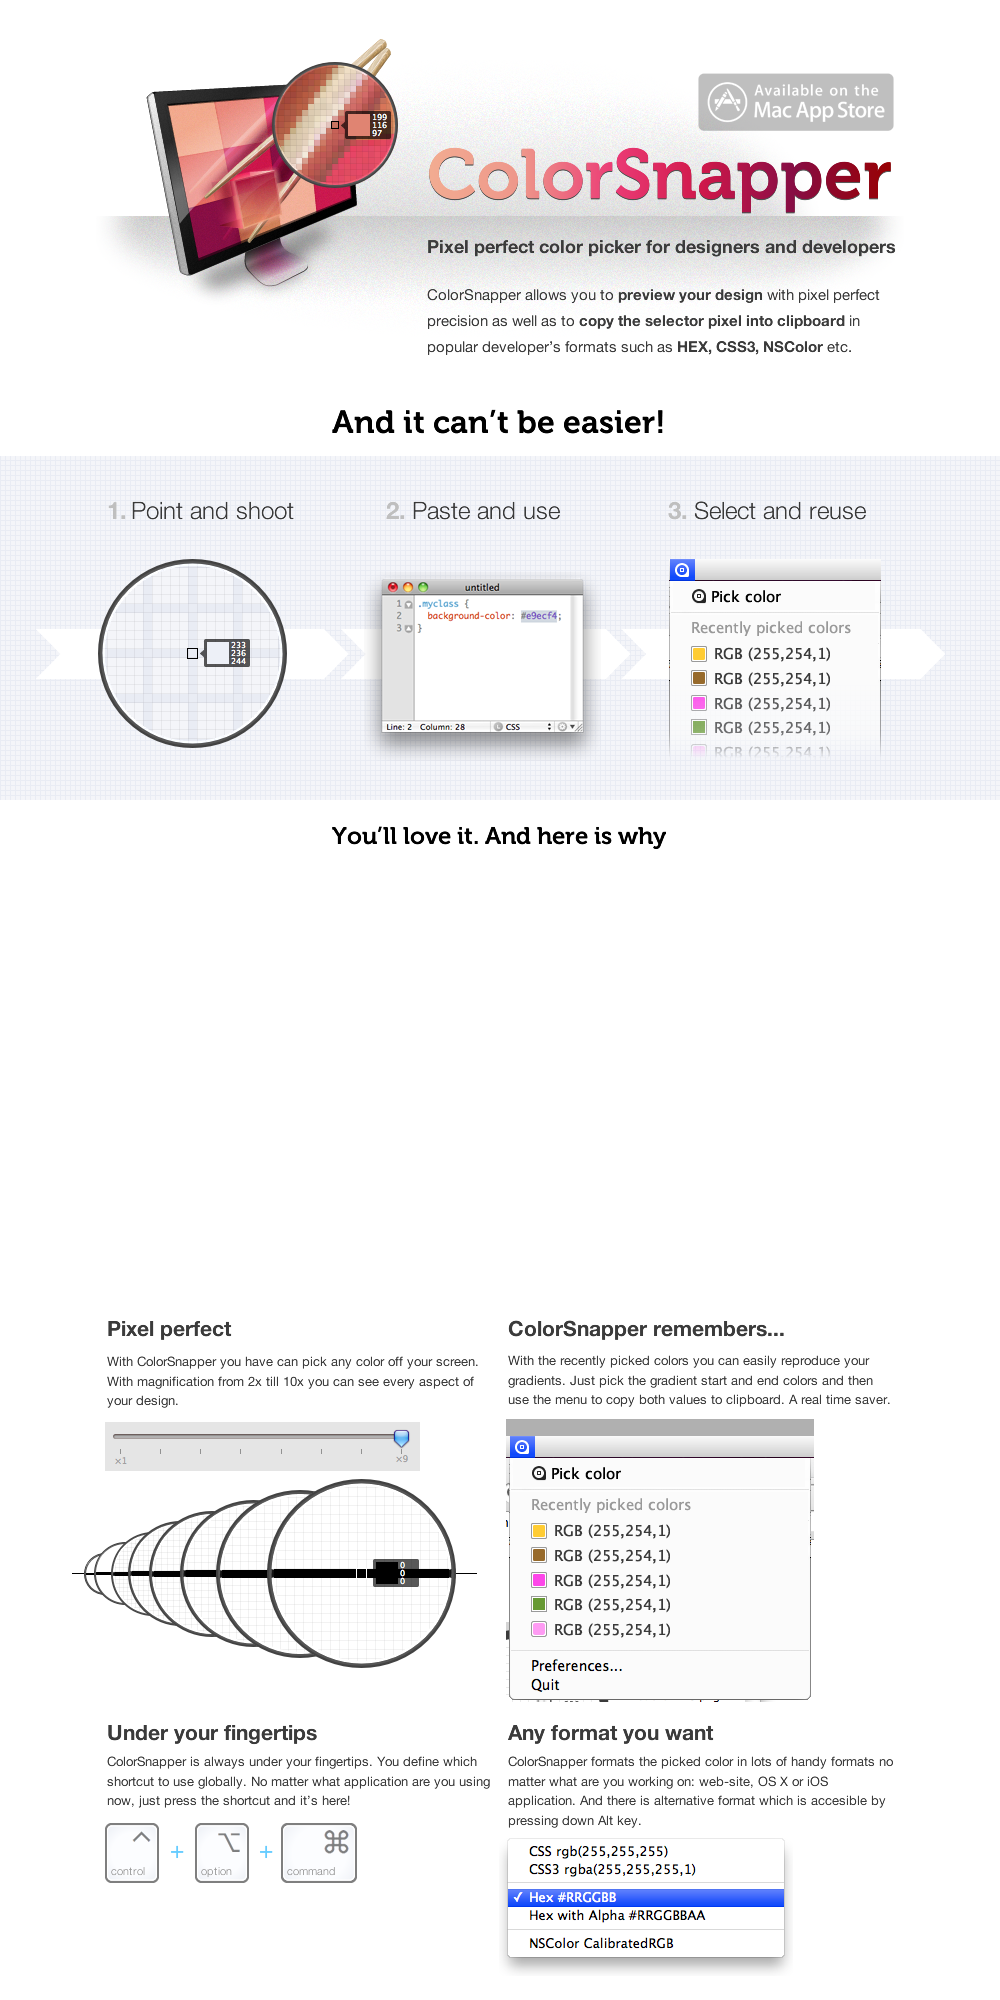 199
116
97
Available on the
Mac App Store
ColorSnapper
Pixel perfect color picker for designers and developers
ColorSnapper allows you to preview your design with pixel perfect
precision as well as to copy the selector pixel into clipboard in
popular developer's formats such as HEX, CSS3, NSColor etc.
And it can't be easier!
1. Point and shoot
233
236
244
2. Paste and use
untitled
1 .myclass {
2 background-color: #e9ecf4;
3 }
Line: 2 Column: 28 CSS
3. Select and reuse
Pick color
Recently picked colors
RGB (255,254,1)
RGB (255,254,1)
RGB (255,254,1)
RGB (255,254,1)
RGB (255,254,1)
You'll love it. And here is why
Pixel perfect
With ColorSnapper you have can pick any color off your screen.
With magnification from 2x till 10x you can see every aspect of
your design.
×1 ×9
0
0
0
ColorSnapper remembers...
With the recently picked colors you can easily reproduce your
gradients. Just pick the gradient start and end colors and then
use the menu to copy both values to clipboard. A real time saver.
Pick color
Recently picked colors
RGB (255,254,1)
RGB (255,254,1)
RGB (255,254,1)
RGB (255,254,1)
RGB (255,254,1)
Preferences...
Quit
Under your fingertips
ColorSnapper is always under your fingertips. You define which
shortcut to use globally. No matter what application are you using
now, just press the shortcut and it's here!
control + option + command
Any format you want
ColorSnapper formats the picked color in lots of handy formats no
matter what are you working on: web-site, OS X or iOS
application. And there is alternative format which is accesible by
pressing down Alt key.
CSS rgb(255,255,255)
CSS3 rgba(255,255,255,1)
✓ Hex #RRGGBB
Hex with Alpha #RRGGBBAA
NSColor CalibratedRGB